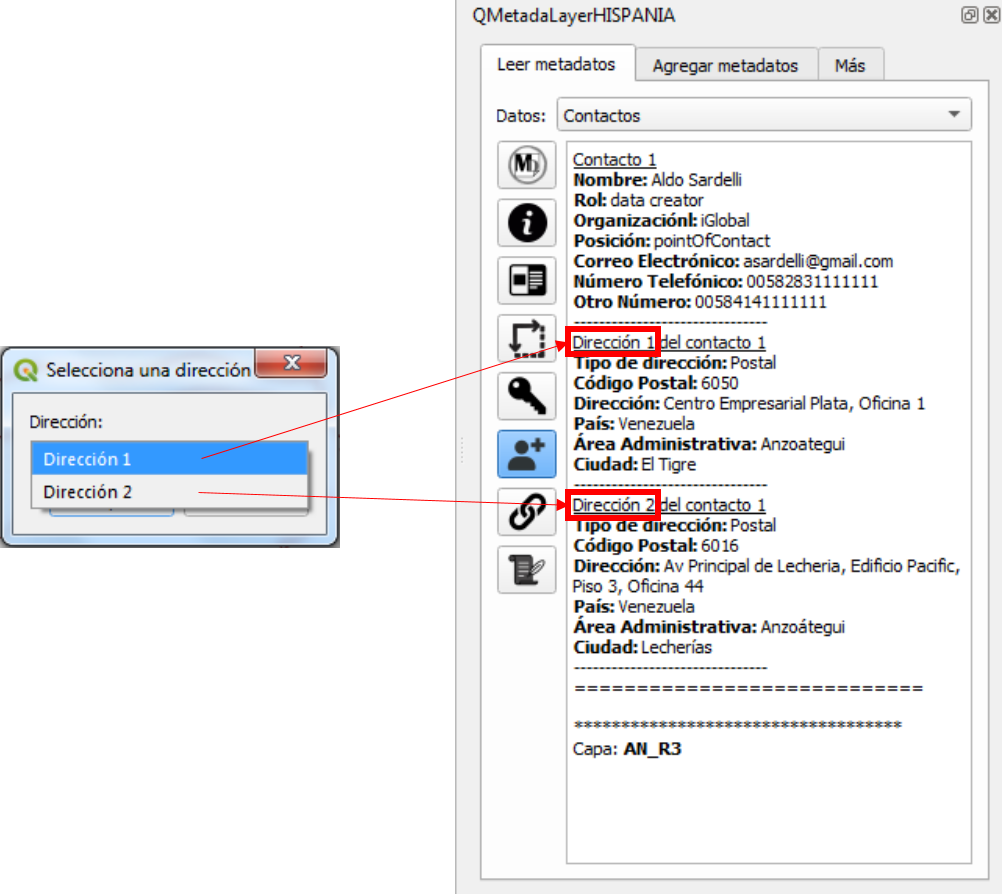 QMetadaLayerHISPANIA
Leer metadatos
Agregar metadatos
Más
Datos:
Contactos
Contacto 1
Nombre: Aldo Sardelli
Rol: data creator
Organizaciónl: iGlobal
Posición: pointOfContact
Correo Electrónico: asardelli@gmail.com
Número Telefónico: 00582831111111
Otro Número: 00584141111111
-------------------------------
Dirección 1 del contacto 1
Tipo de dirección: Postal
Código Postal: 6050
Dirección: Centro Empresarial Plata, Oficina 1
País: Venezuela
Área Administrativa: Anzoategui
Ciudad: El Tigre
-------------------------------
Dirección 2 del contacto 1
Tipo de dirección: Postal
Código Postal: 6016
Dirección: Av Principal de Lecheria, Edificio Pacific,
Piso 3, Oficina 44
País: Venezuela
Área Administrativa: Anzoátegui
Ciudad: Lecherías
-------------------------------
============================
***********************************
Capa: AN_R3
Selecciona una dirección
Dirección:
Dirección 1
Dirección 2